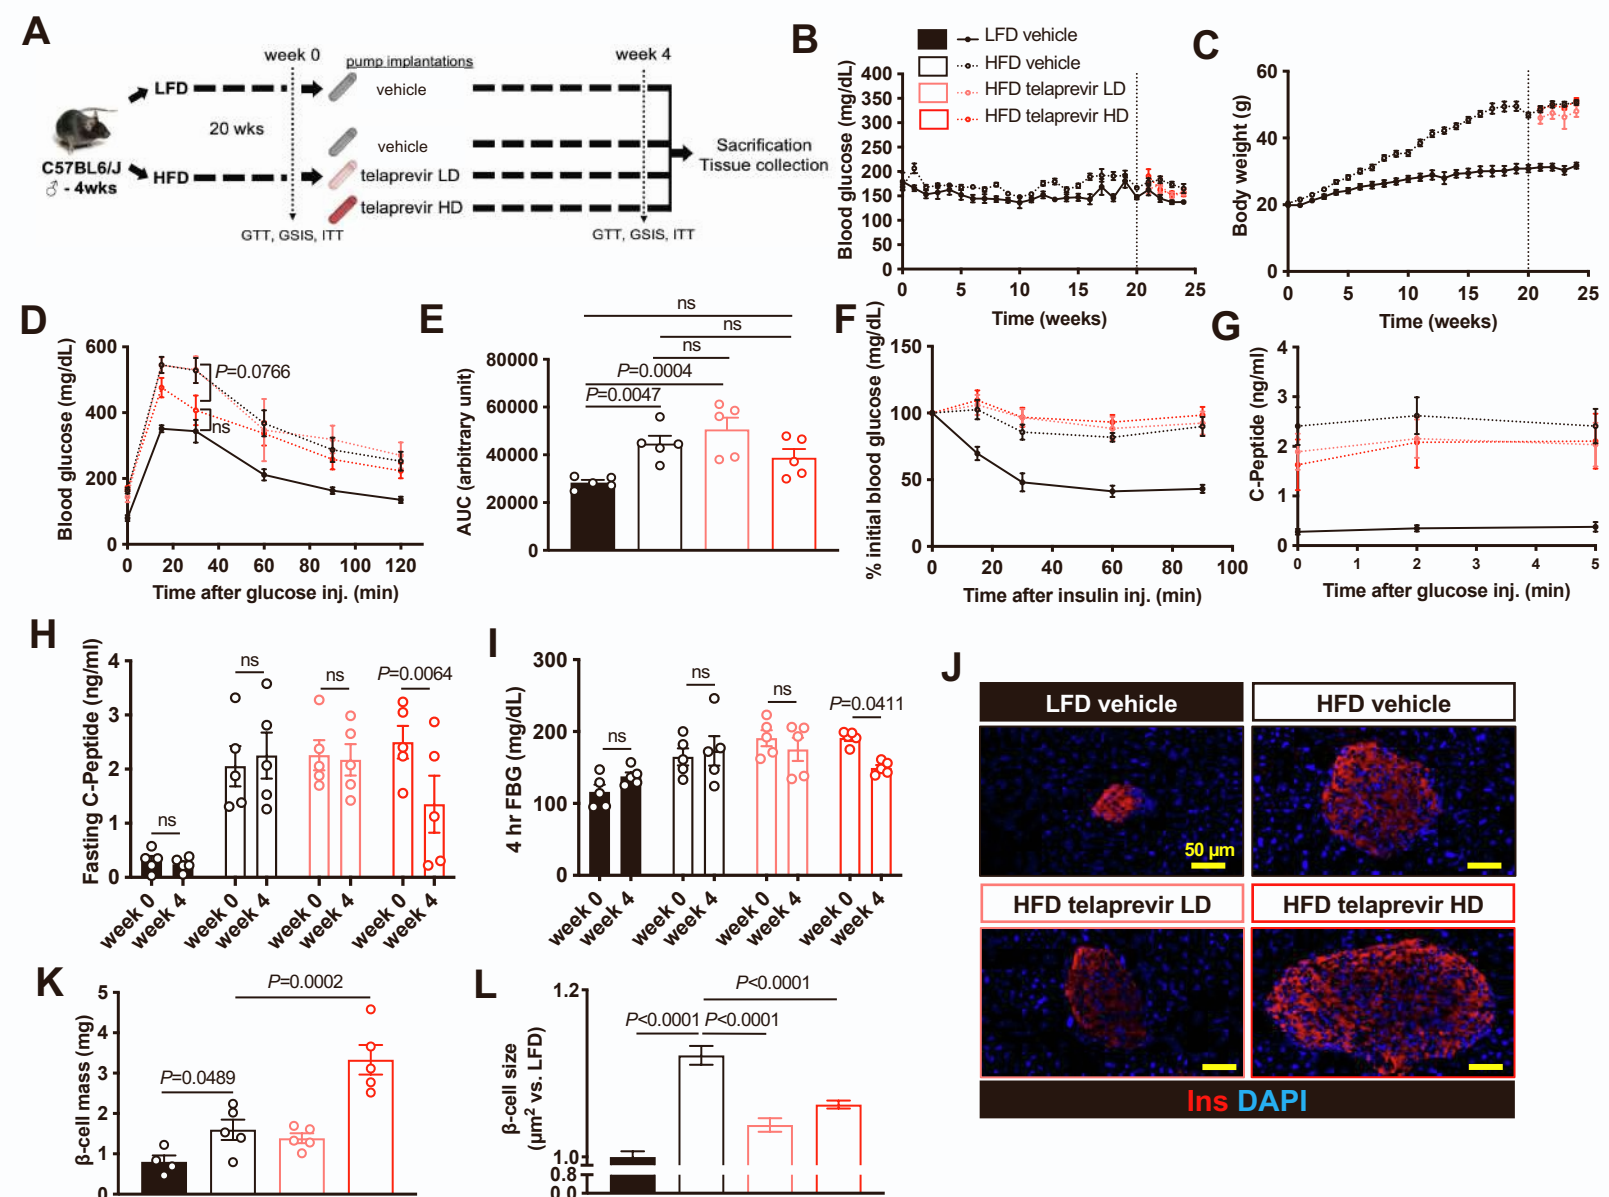 A
week 0
week 4
pump implantations
LFD
vehicle
20 wks
vehicle
C57BL6/J
♂ - 4wks
HFD
telaprevir LD
telaprevir HD
Sacrification
Tissue collection
GTT, GSIS, ITT
GTT, GSIS, ITT
B
LFD vehicle
HFD vehicle
HFD telaprevir LD
HFD telaprevir HD
Blood glucose (mg/dL)
400
350
300
250
200
150
100
50
0
0 5 10 15 20 25
Time (weeks)
C
Body weight (g)
60
40
20
0
0 5 10 15 20 25
Time (weeks)
D
Blood glucose (mg/dL)
600
400
200
0
P=0.0766
ns
0 20 40 60 80 100 120
Time after glucose inj. (min)
E
AUC (arbitrary unit)
80000
60000
40000
20000
0
ns
ns
ns
P=0.0004
P=0.0047
F
% initial blood glucose (mg/dL)
150
100
50
0
0 20 40 60 80 100
Time after insulin inj. (min)
G
C-Peptide (ng/ml)
4
3
2
1
0
0 1 2 3 4 5
Time after glucose inj. (min)
H
Fasting C-Peptide (ng/ml)
4
3
2
1
0
ns
ns
ns
P=0.0064
week 0 week 4 week 0 week 4 week 0 week 4 week 0 week 4
I
4 hr FBG (mg/dL)
300
200
100
0
ns
ns
ns
P=0.0411
week 0 week 4 week 0 week 4 week 0 week 4 week 0 week 4
J
LFD vehicle
HFD vehicle
50 µm
HFD telaprevir LD
HFD telaprevir HD
Ins DAPI
K
β-cell mass (mg)
5
4
3
2
1
0
P=0.0002
P=0.0489
L
β-cell size
(µm² vs. LFD)
1.2
1.0
0.8
0.0
P<0.0001
P<0.0001 P<0.0001